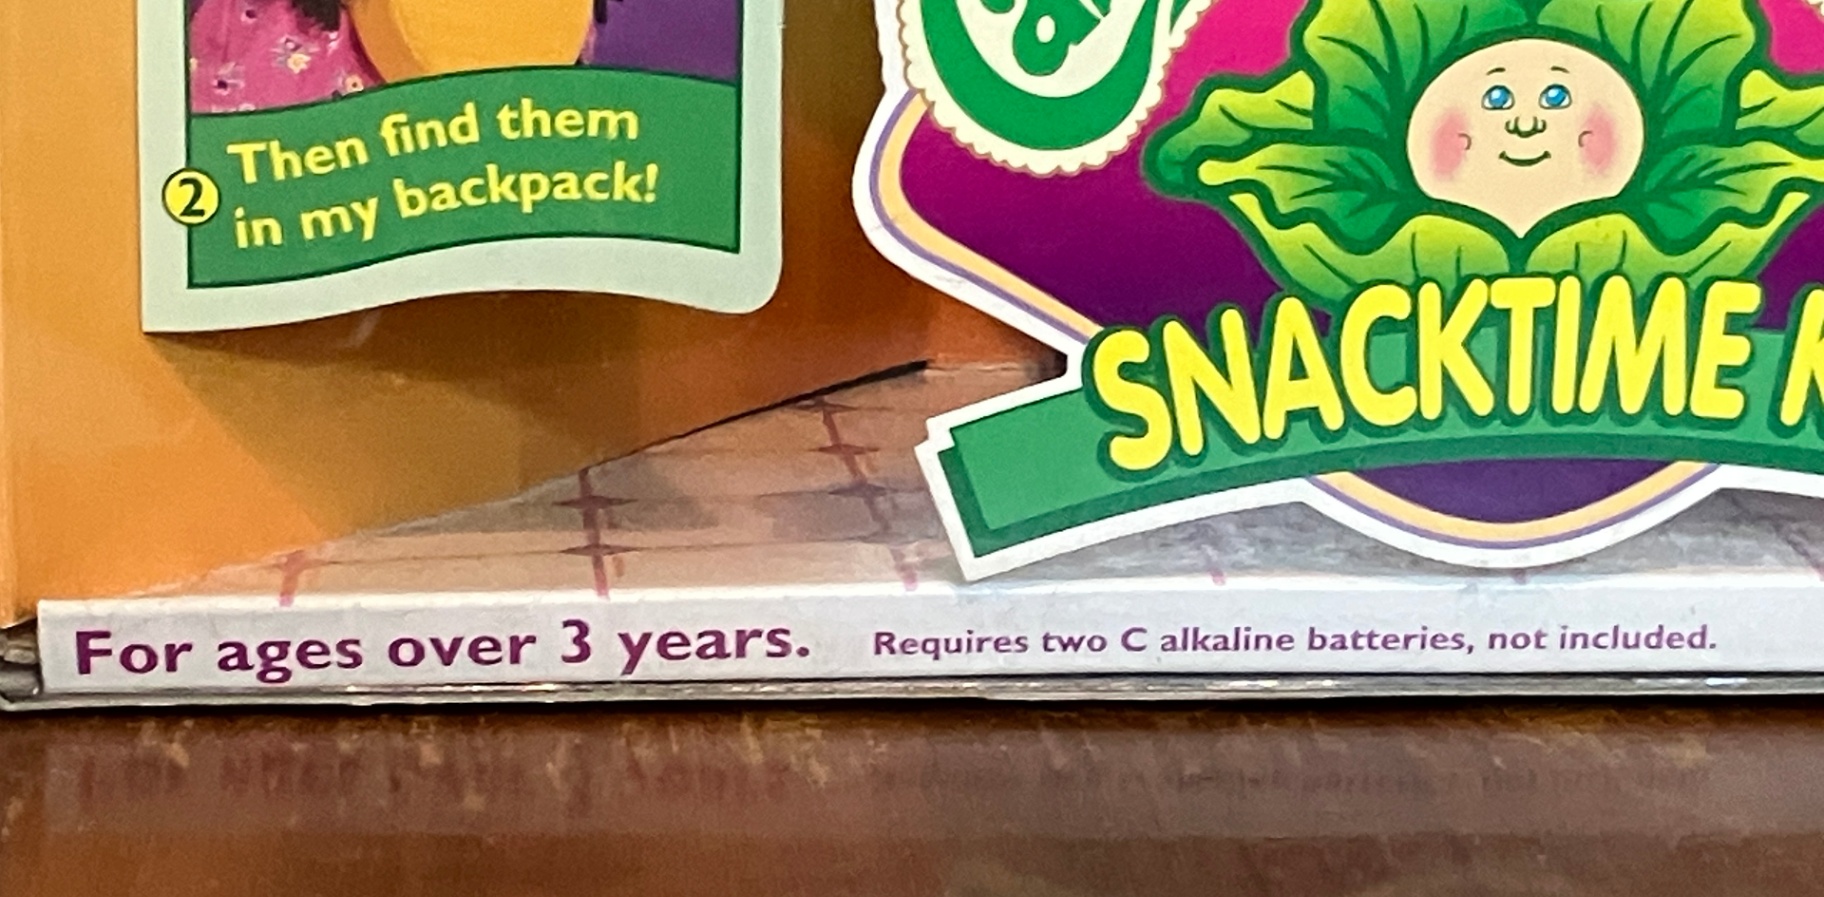 Then find them
2 in my backpack!
SNACKTIME K
For ages over 3 years. Requires two C alkaline batteries, not included.